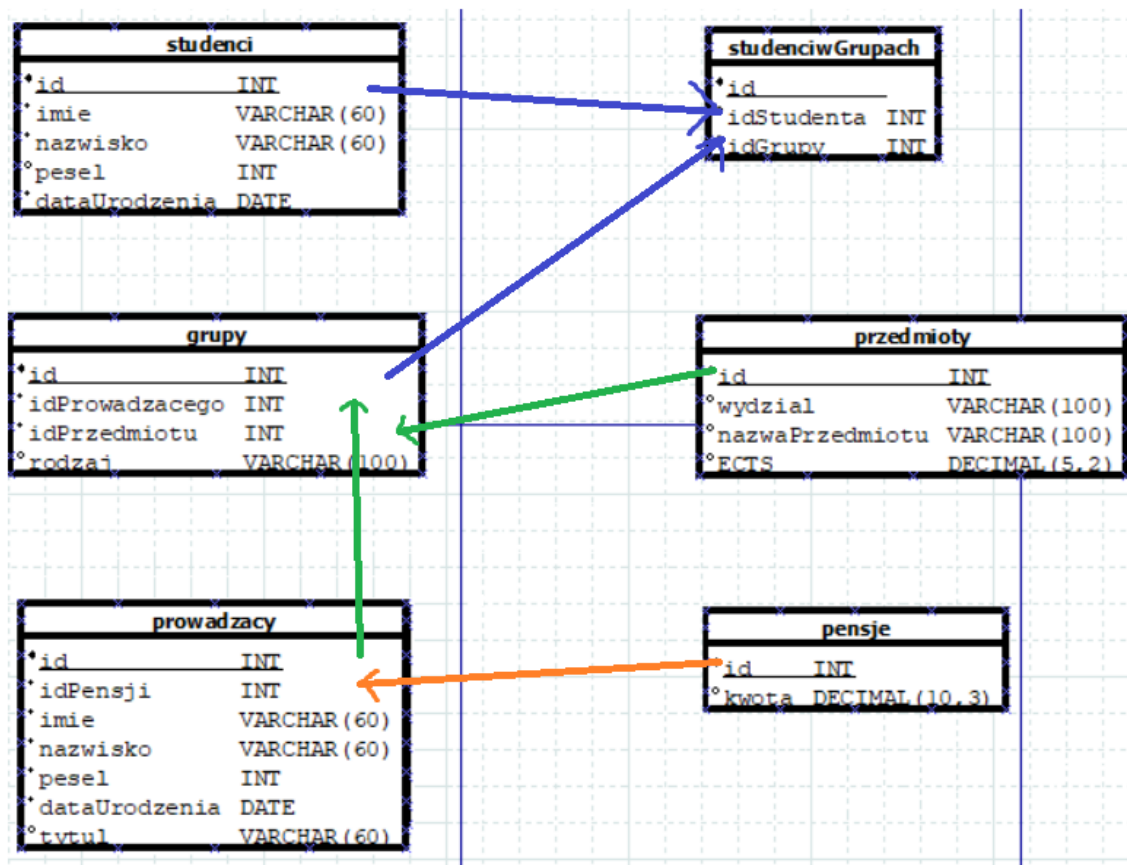 studenci
id INT
imie VARCHAR(60)
nazwisko VARCHAR(60)
pesel INT
dataUrodzenia DATE
studenciwGrupach
id
idStudenta INT
idGrupy INT
grupy
id INT
idProwadzacego INT
idPrzedmiotu INT
rodzaj VARCHAR(100)
przedmioty
id INT
wydzial VARCHAR(100)
nazwaPrzedmiotu VARCHAR(100)
ECTS DECIMAL(5,2)
prowadzacy
id INT
idPensji INT
imie VARCHAR(60)
nazwisko VARCHAR(60)
pesel INT
dataUrodzenia DATE
tytul VARCHAR(60)
pensje
id INT
kwota DECIMAL(10,3)